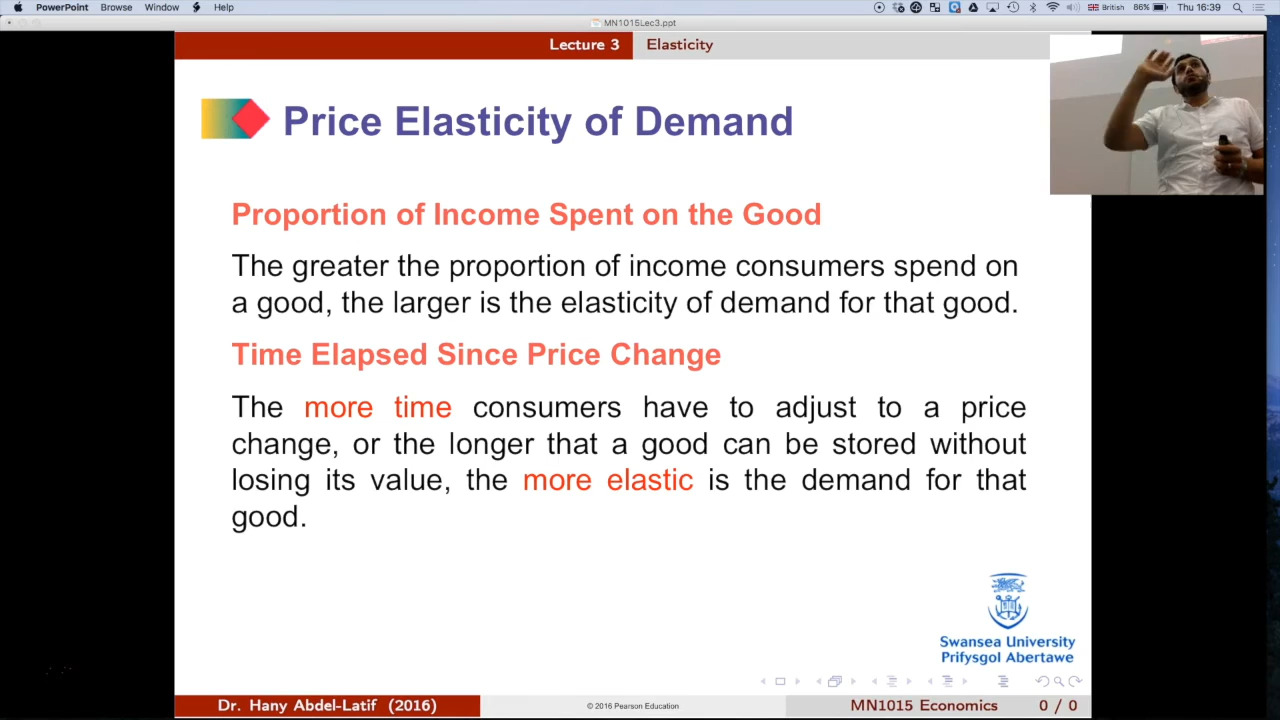 PowerPoint Browse Window Help
British 86% Thu 16:39
MN1015Lec3.ppt
Lecture 3 Elasticity
Price Elasticity of Demand
Proportion of Income Spent on the Good
The greater the proportion of income consumers spend on
a good, the larger is the elasticity of demand for that good.
Time Elapsed Since Price Change
The more time consumers have to adjust to a price
change, or the longer that a good can be stored without
losing its value, the more elastic is the demand for that
good.
Swansea University
Prifysgol Abertawe
Dr. Hany Abdel-Latif (2016) © 2016 Pearson Education MN1015 Economics 0 / 0